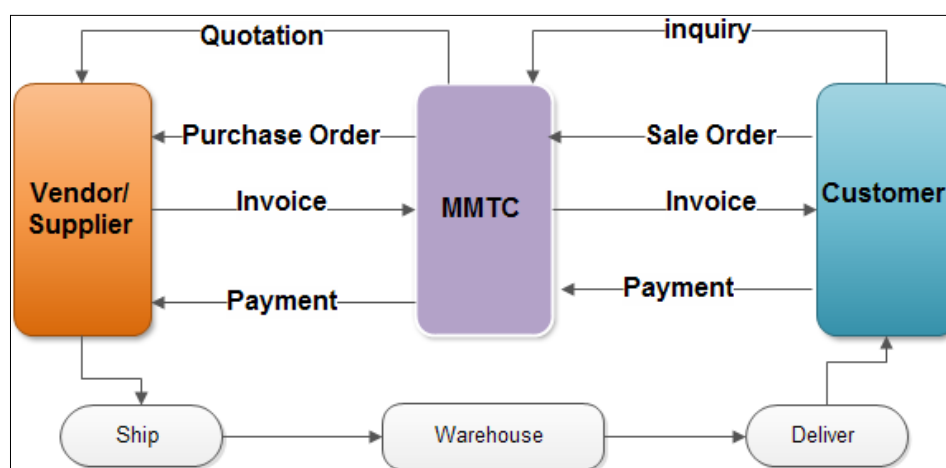 Quotation
inquiry
Purchase Order
Sale Order
Vendor/
Supplier
Invoice
MMTC
Invoice
Customer
Payment
Payment
Ship
Warehouse
Deliver